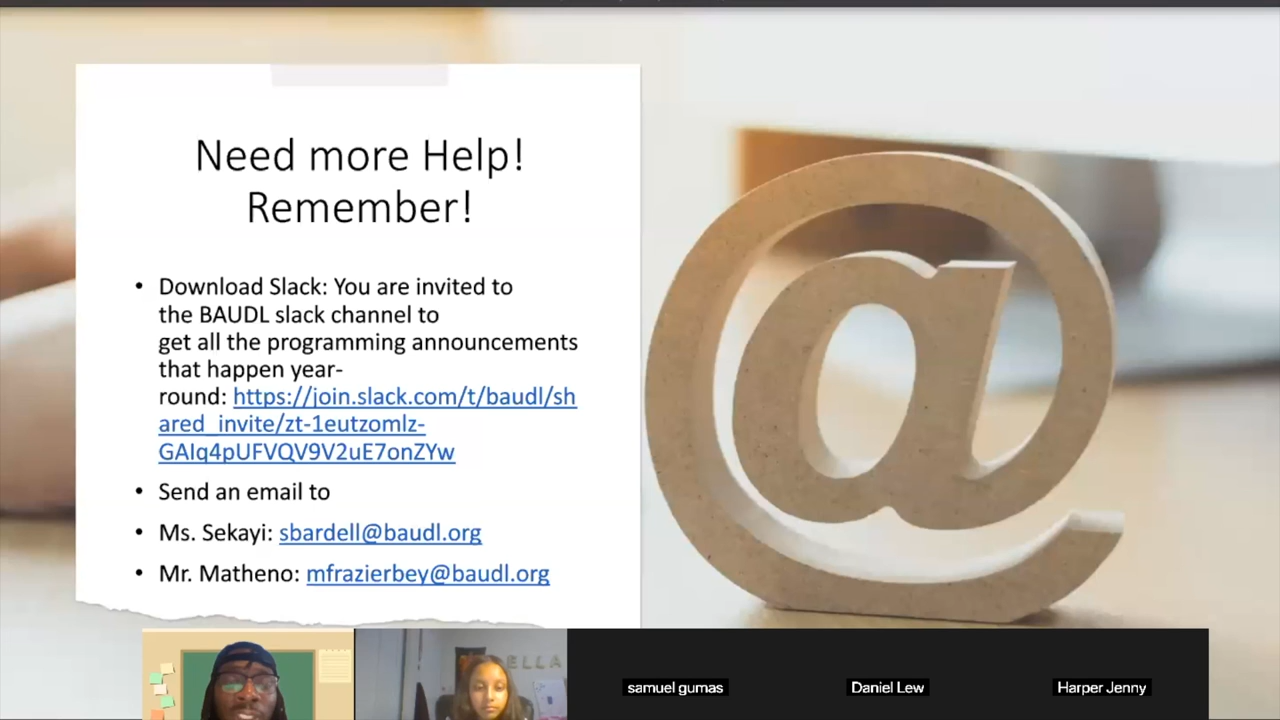 Need more Help!
Remember!
• Download Slack: You are invited to
the BAUDL slack channel to
get all the programming announcements
that happen year-
round: https://join.slack.com/t/baudl/sh
ared_invite/zt-1eutzomlz-
GAIq4pUFVQV9V2uE7onZYw
• Send an email to
• Ms. Sekayi: sbardell@baudl.org
• Mr. Matheno: mfrazierbey@baudl.org
@
ELLA
samuel gumas
Daniel Lew
Harper Jenny